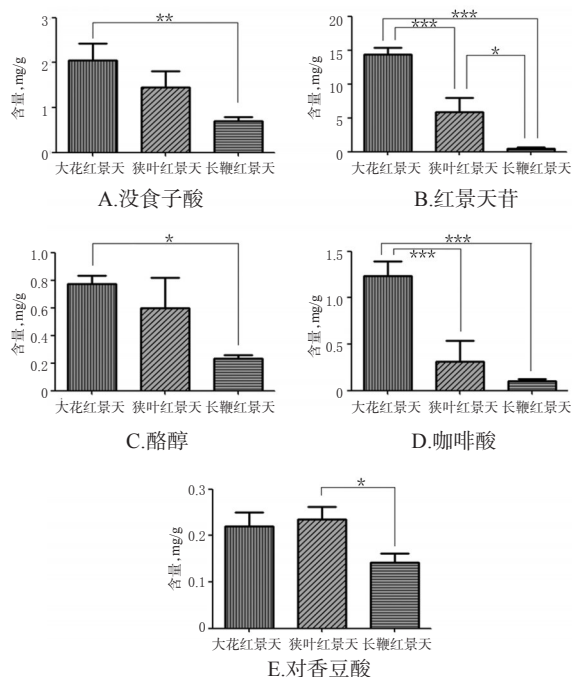 **
含量,mg/g
3
2
1
0
大花红景天 狭叶红景天 长鞭红景天
A.没食子酸
***
***
*
含量,mg/g
20
15
10
5
0
大花红景天 狭叶红景天 长鞭红景天
B.红景天苷
*
含量,mg/g
1.0
0.8
0.6
0.4
0.2
0
大花红景天 狭叶红景天 长鞭红景天
C.酪醇
***
***
含量,mg/g
1.5
1.0
0.5
0
大花红景天 狭叶红景天 长鞭红景天
D.咖啡酸
*
含量,mg/g
0.3
0.2
0.1
0
大花红景天 狭叶红景天 长鞭红景天
E.对香豆酸